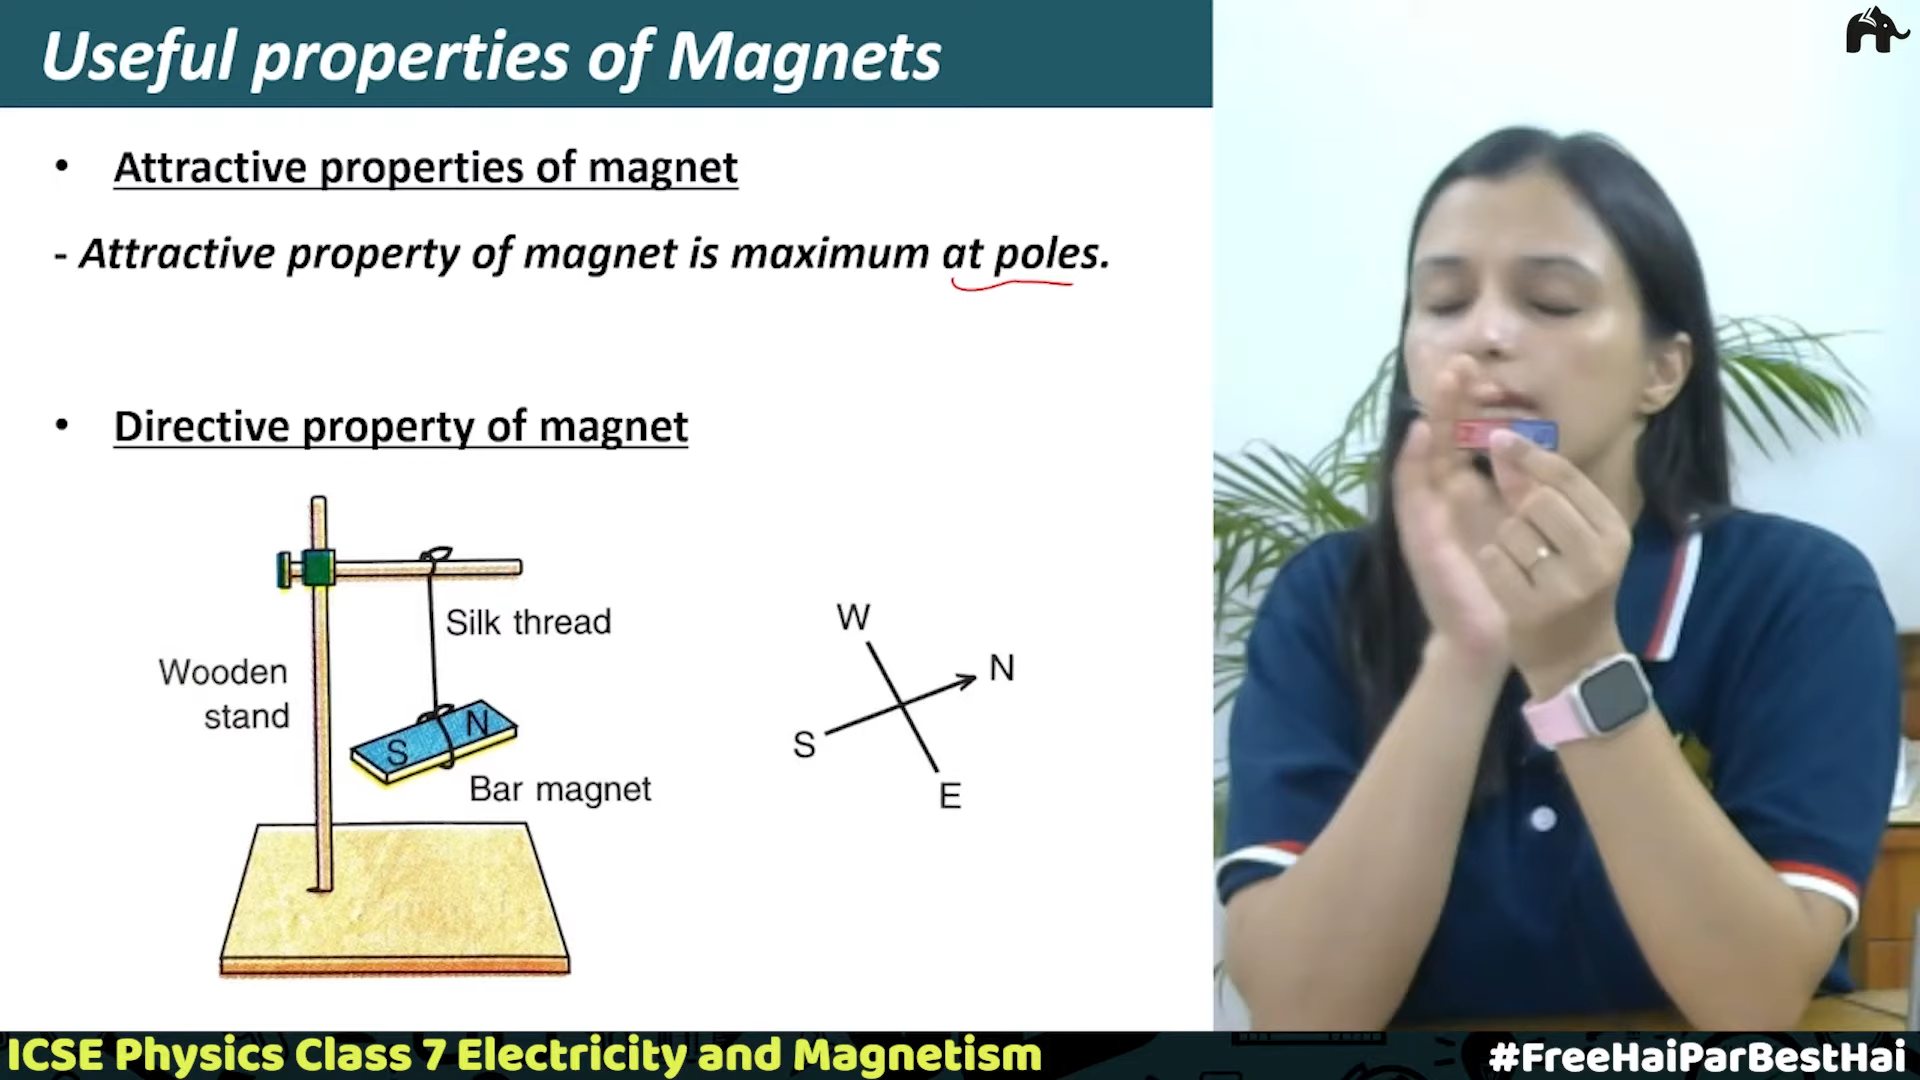 Useful properties of Magnets
• Attractive properties of magnet
- Attractive property of magnet is maximum at poles.
• Directive property of magnet
Silk thread
Wooden
stand
S N
Bar magnet
W
N
S
E
ICSE Physics Class 7 Electricity and Magnetism
#FreeHaiParBestHai